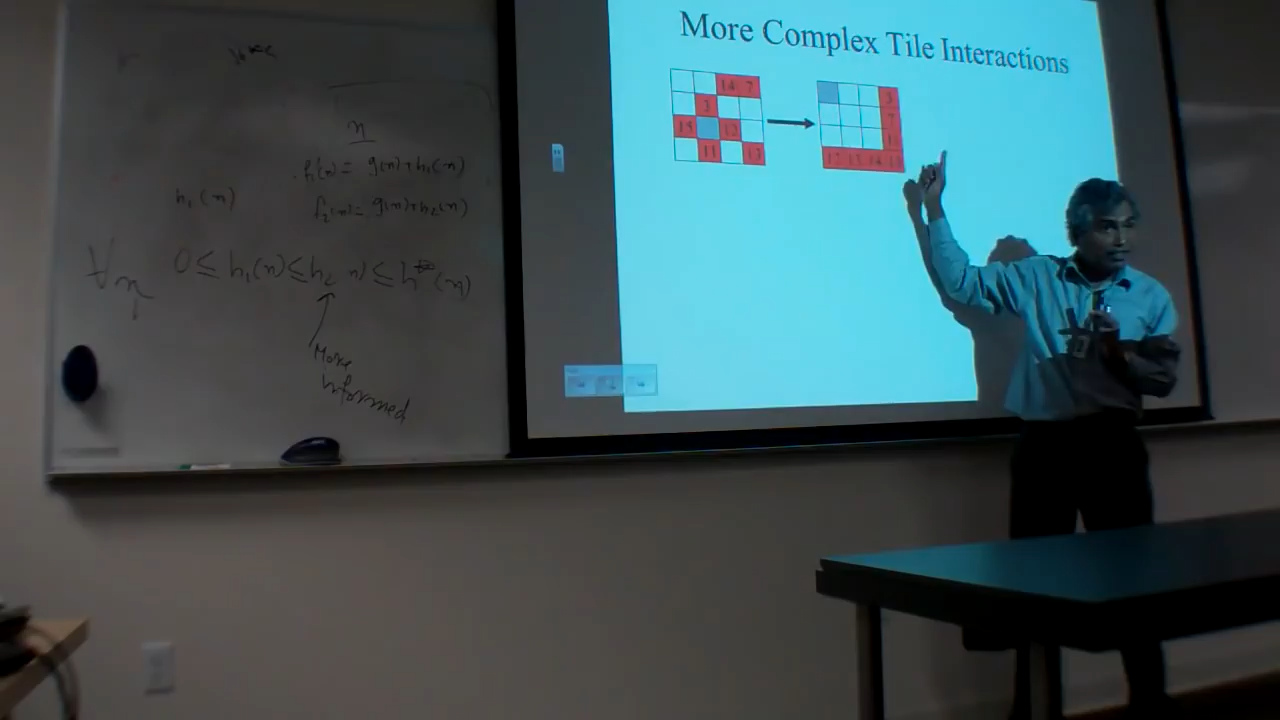 n
h₁(n)
f₁(n) = g(n)+h₁(n)
f₂(n) = g(n)+h₂(n)
∀n 0 ≤ h₁(n) ≤ h₂ n) ≤ h*(n)
More
Informed
More Complex Tile Interactions
14 7
3
15 12
11 13
3
7
11
12 13 14 15